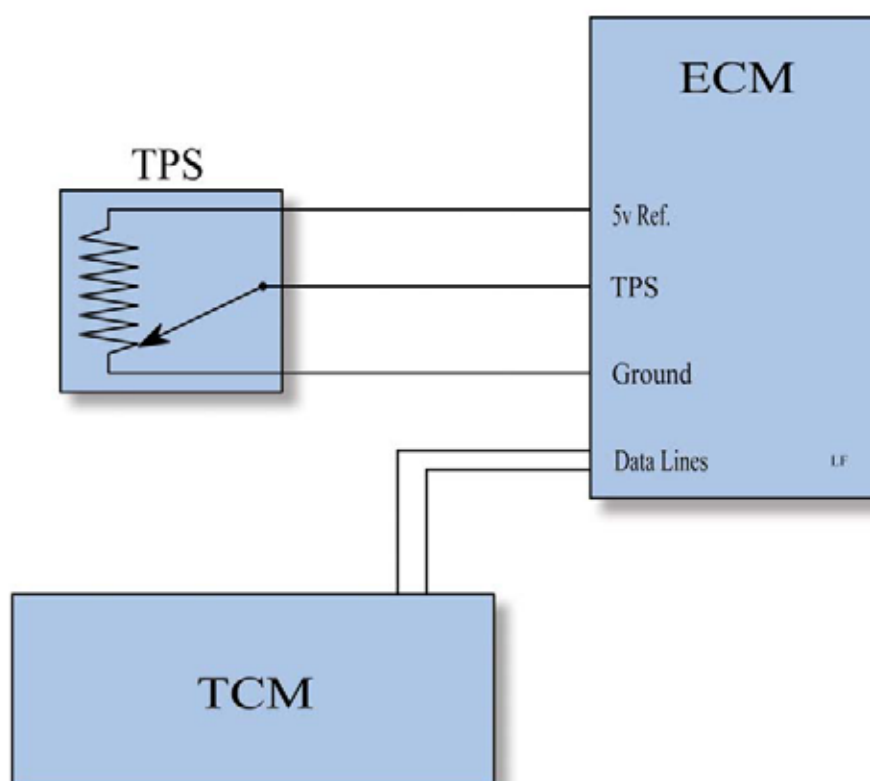 ECM
TPS
5v Ref.
TPS
Ground
Data Lines
LF
TCM